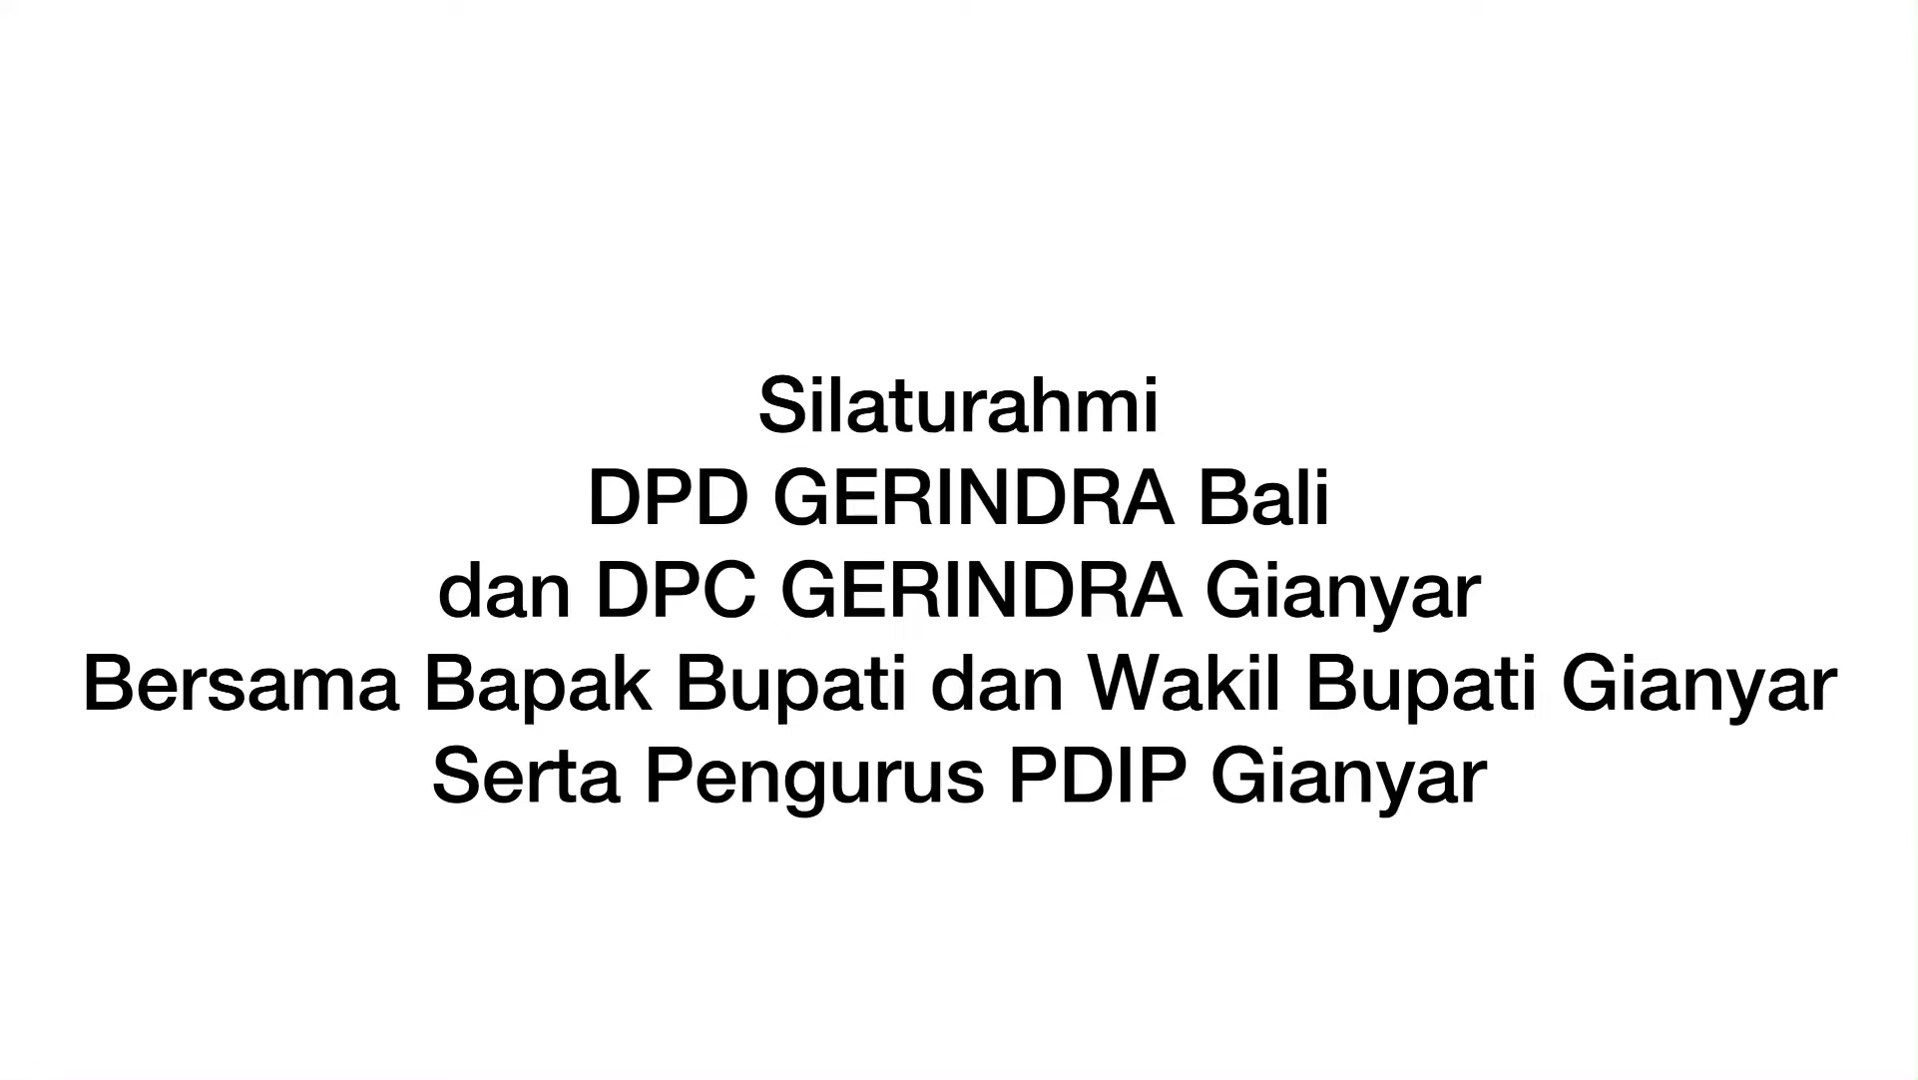 Silaturahmi
DPD GERINDRA Bali
dan DPC GERINDRA Gianyar
Bersama Bapak Bupati dan Wakil Bupati Gianyar
Serta Pengurus PDIP Gianyar